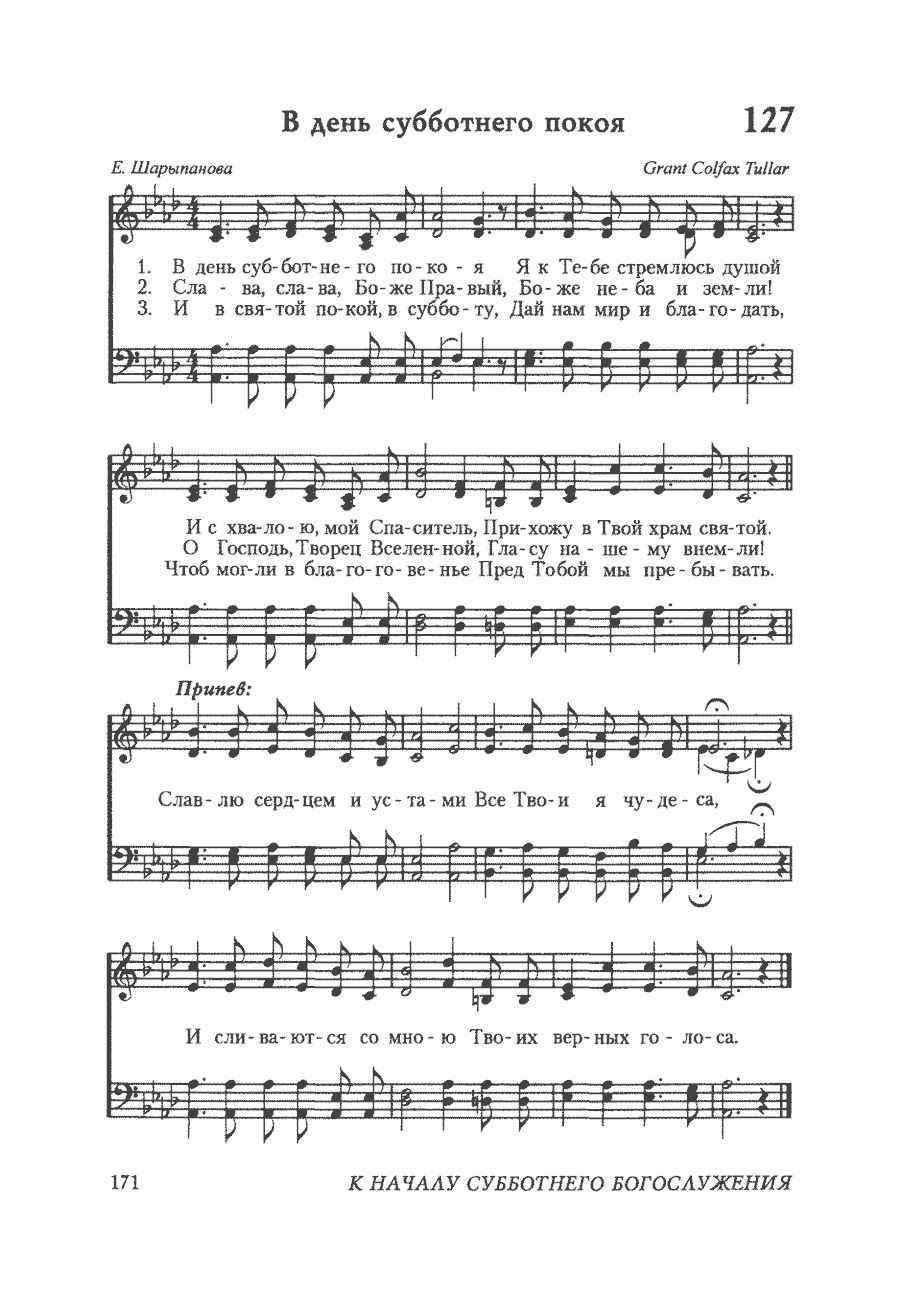 В день субботнего покоя 127
Е. Шарыпанова Grant Colfax Tullar
1. В день суб-бот-не-го по-ко-я Я к Те-бе стремлюсь душой
2. Сла-ва, сла-ва, Бо-же Пра-вый, Бо-же не-ба и зем-ли!
3. И в свя-той по-кой, в суббо-ту, Дай нам мир и бла-го-дать,
И с хва-ло-ю, мой Спа-ситель, При-хожу в Твой храм свя-той.
О Господь, Творец Вселен-ной, Гла-су на-ше-му внем-ли!
Чтоб мог-ли в бла-го-го-ве-нье Пред Тобой мы пре-бы-вать.
Припев:
Слав-лю серд-цем и ус-та-ми Все Тво-и я чу-де-са,
И сли-ва-ют-ся со мно-ю Тво-их вер-ных го-ло-са.
171 К НАЧАЛУ СУББОТНЕГО БОГОСЛУЖЕНИЯ